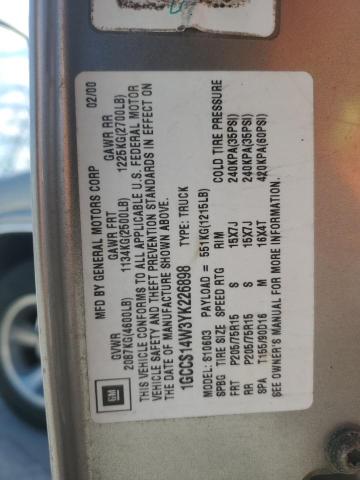 MFD BY GENERAL MOTORS CORP 02/00
GVWR GAWR FRT GAWR RR
2087KG(4600LB) 1134KG(2500LB) 1225KG(2700LB)
THIS VEHICLE CONFORMS TO ALL APPLICABLE U.S. FEDERAL MOTOR
VEHICLE SAFETY AND THEFT PREVENTION STANDARDS IN EFFECT ON
THE DATE OF MANUFACTURE SHOWN ABOVE.
1GCCS14W3YK226898 TYPE: TRUCK
MODEL: S10603 PAYLOAD = 551KG(1215LB)
SPBG TIRE SIZE SPEED RTG RIM COLD TIRE PRESSURE
FRT P205/75R15 S 15X7J 240KPA(35PSI)
RR P205/75R15 S 15X7J 240KPA(35PSI)
SPA T155/90D16 M 16X4T 420KPA(60PSI)
SEE OWNER'S MANUAL FOR MORE INFORMATION.
GM